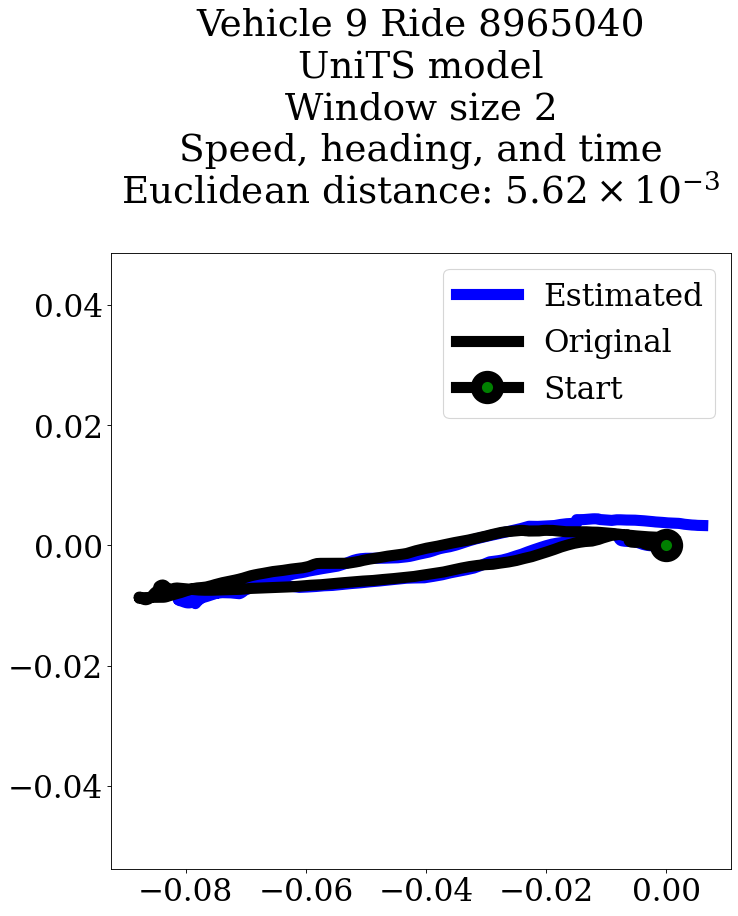 Vehicle 9 Ride 8965040
UniTS model
Window size 2
Speed, heading, and time
Euclidean distance: 5.62 × 10⁻³
Estimated
Original
Start
0.04
0.02
0.00
−0.02
−0.04
−0.08
−0.06
−0.04
−0.02
0.00